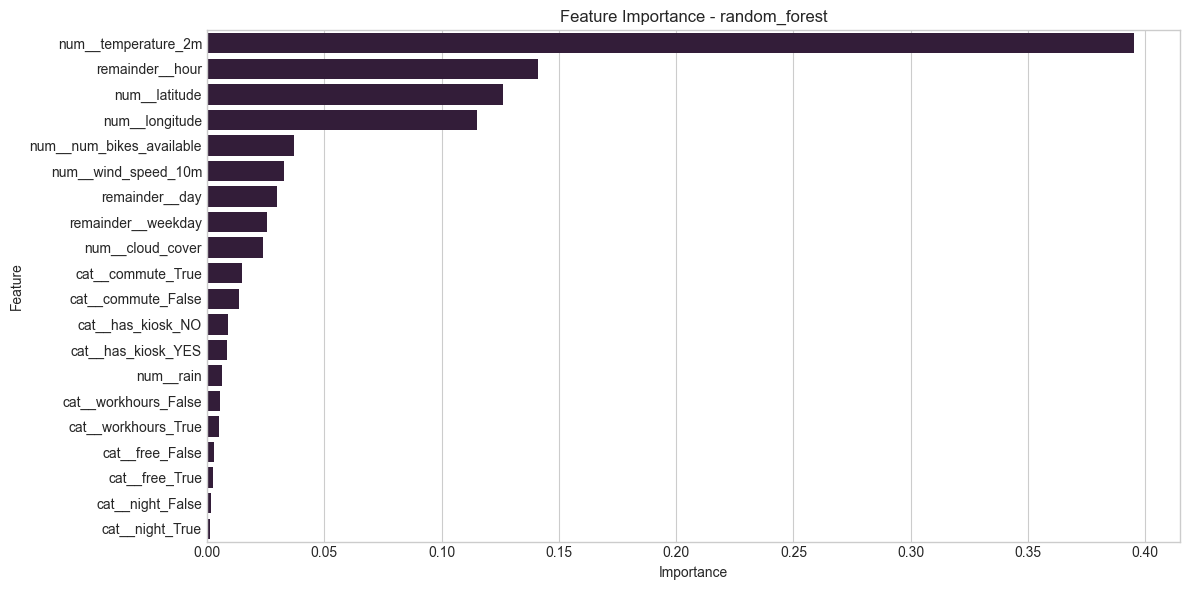 Feature Importance - random_forest
Feature
num__temperature_2m
remainder__hour
num__latitude
num__longitude
num__num_bikes_available
num__wind_speed_10m
remainder__day
remainder__weekday
num__cloud_cover
cat__commute_True
cat__commute_False
cat__has_kiosk_NO
cat__has_kiosk_YES
num__rain
cat__workhours_False
cat__workhours_True
cat__free_False
cat__free_True
cat__night_False
cat__night_True
0.00 0.05 0.10 0.15 0.20 0.25 0.30 0.35 0.40
Importance